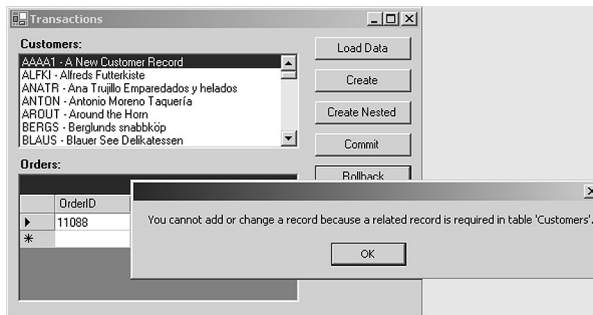 Transactions
Customers:
Load Data
AAAA1 - A New Customer Record
ALFKI - Alfreds Futterkiste
Create
ANATR - Ana Trujillo Emparedados y helados
ANTON - Antonio Moreno Taquería
Create Nested
AROUT - Around the Horn
BERGS - Berglunds snabbköp
BLAUS - Blauer See Delikatessen
Commit
Orders:
Rollback
OrderID
11088
You cannot add or change a record because a related record is required in table 'Customers'.
OK